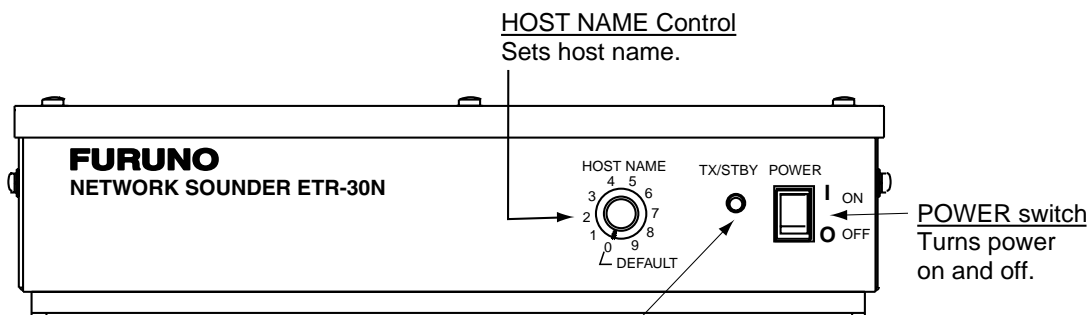 HOST NAME Control
Sets host name.
FURUNO
NETWORK SOUNDER ETR-30N
HOST NAME
0 1 2 3 4 5 6 7 8 9
DEFAULT
TX/STBY
POWER
I ON
O OFF
POWER switch
Turns power
on and off.